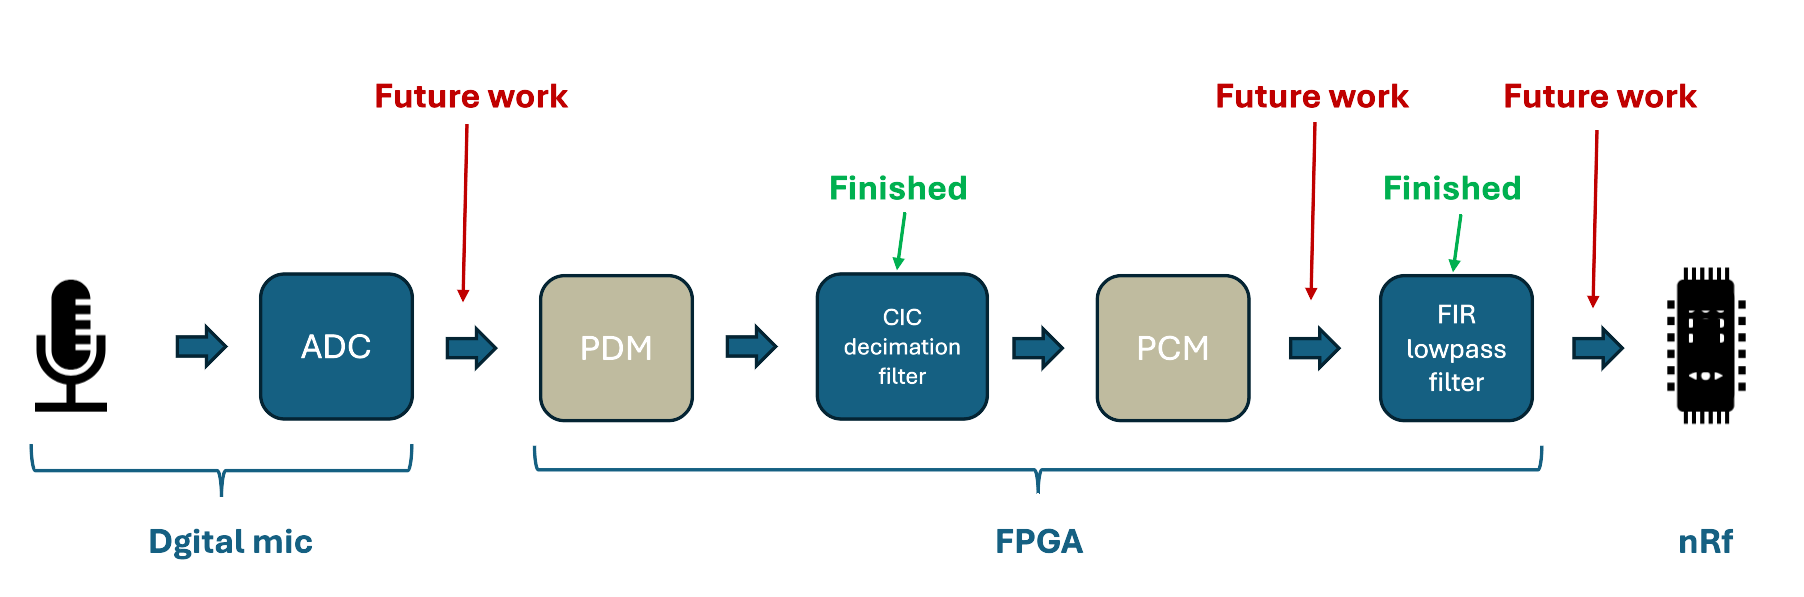 Future work
Future work
Future work
Finished
Finished
ADC
PDM
CIC
decimation
filter
PCM
FIR
lowpass
filter
Dgital mic
FPGA
nRf